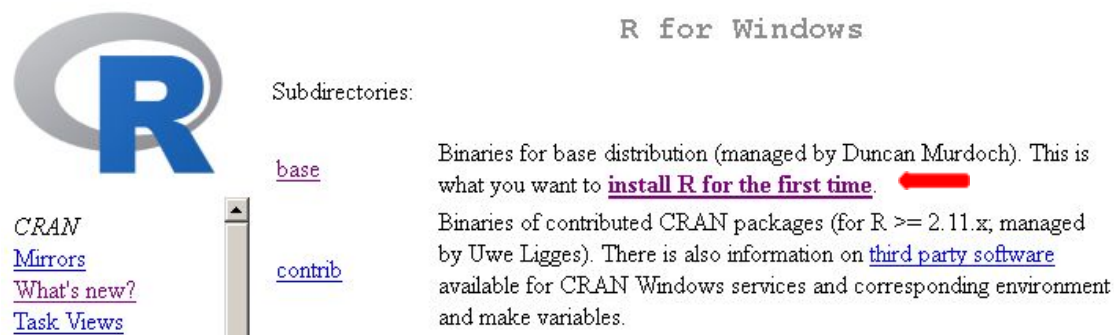 R
R for Windows
Subdirectories:
base
Binaries for base distribution (managed by Duncan Murdoch). This is
what you want to install R for the first time.
contrib
Binaries of contributed CRAN packages (for R >= 2.11.x; managed
by Uwe Ligges). There is also information on third party software
available for CRAN Windows services and corresponding environment
and make variables.
CRAN
Mirrors
What's new?
Task Views